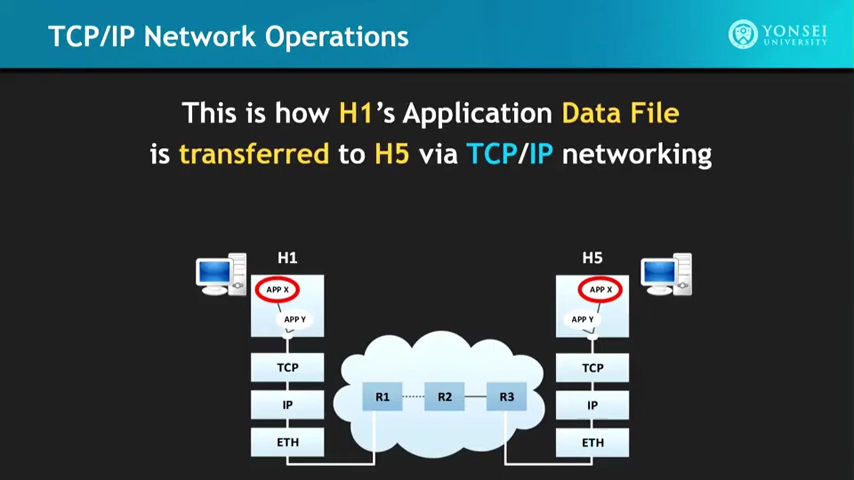 TCP/IP Network Operations
YONSEI
UNIVERSITY
This is how H1's Application Data File
is transferred to H5 via TCP/IP networking
H1
H5
APP X
APP X
APP Y
APP Y
TCP
TCP
R1
R2
R3
IP
IP
ETH
ETH